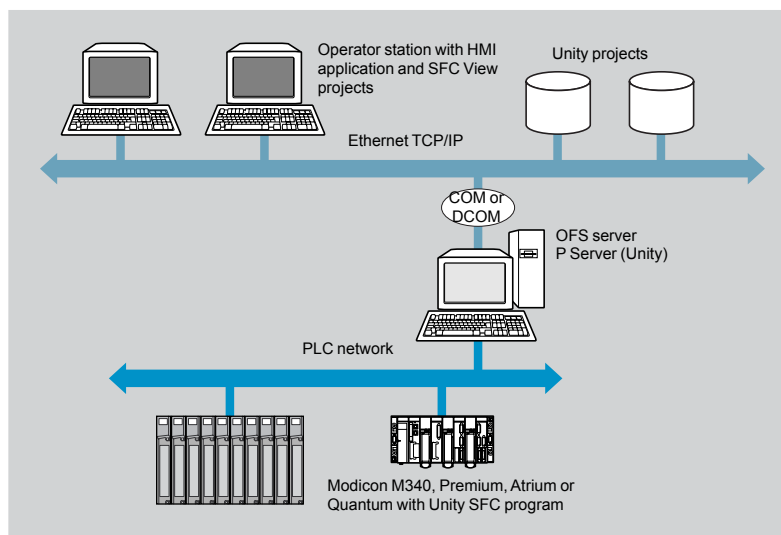 Operator station with HMI
application and SFC View
projects
Unity projects
Ethernet TCP/IP
COM or
DCOM
OFS server
P Server (Unity)
PLC network
Modicon M340, Premium, Atrium or
Quantum with Unity SFC program